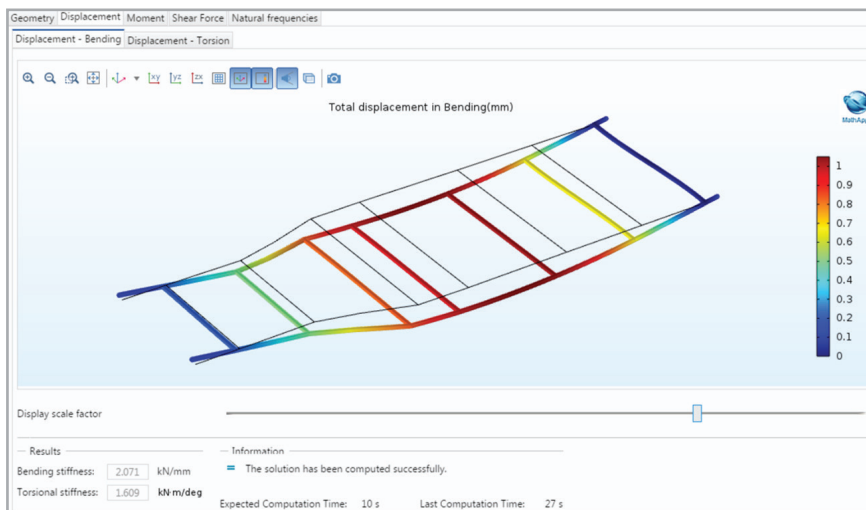 Geometry Displacement Moment Shear Force Natural frequencies
Displacement - Bending Displacement - Torsion
xy yz zx
Total displacement in Bending(mm)
1
0.9
0.8
0.7
0.6
0.5
0.4
0.3
0.2
0.1
0
Display scale factor
Results
Bending stiffness: 2.071 kN/mm
Torsional stiffness: 1.609 kN·m/deg
Information
The solution has been computed successfully.
Expected Computation Time: 10 s Last Computation Time: 27 s